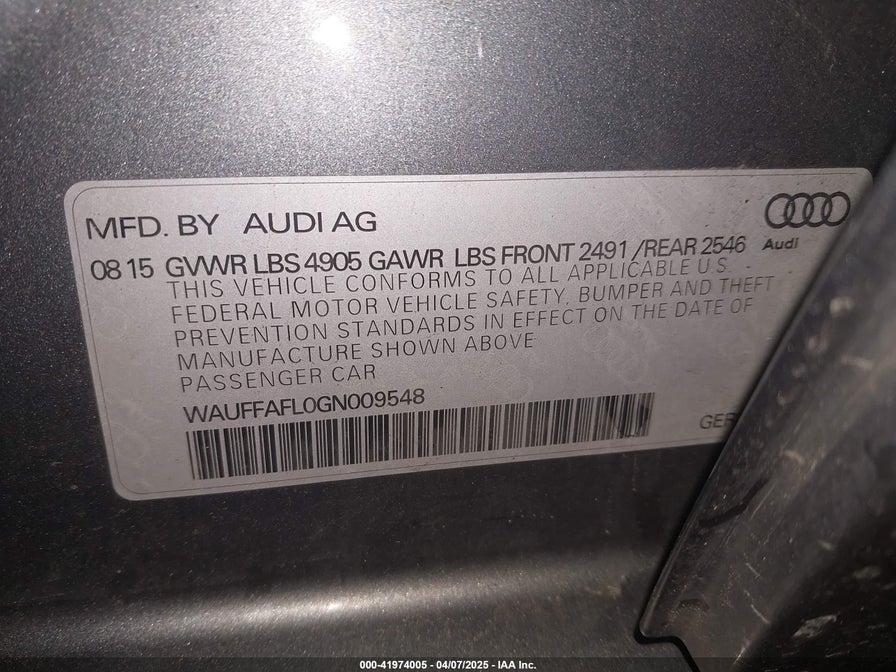 MFD. BY AUDI AG
Audi
08 15 GVWR LBS 4905 GAWR LBS FRONT 2491 /REAR 2546
THIS VEHICLE CONFORMS TO ALL APPLICABLE U.S.
FEDERAL MOTOR VEHICLE SAFETY, BUMPER AND THEFT
PREVENTION STANDARDS IN EFFECT ON THE DATE OF
MANUFACTURE SHOWN ABOVE
PASSENGER CAR
WAUFFAFL0GN009548
GER
000-41974005 - 04/07/2025 - IAA Inc.